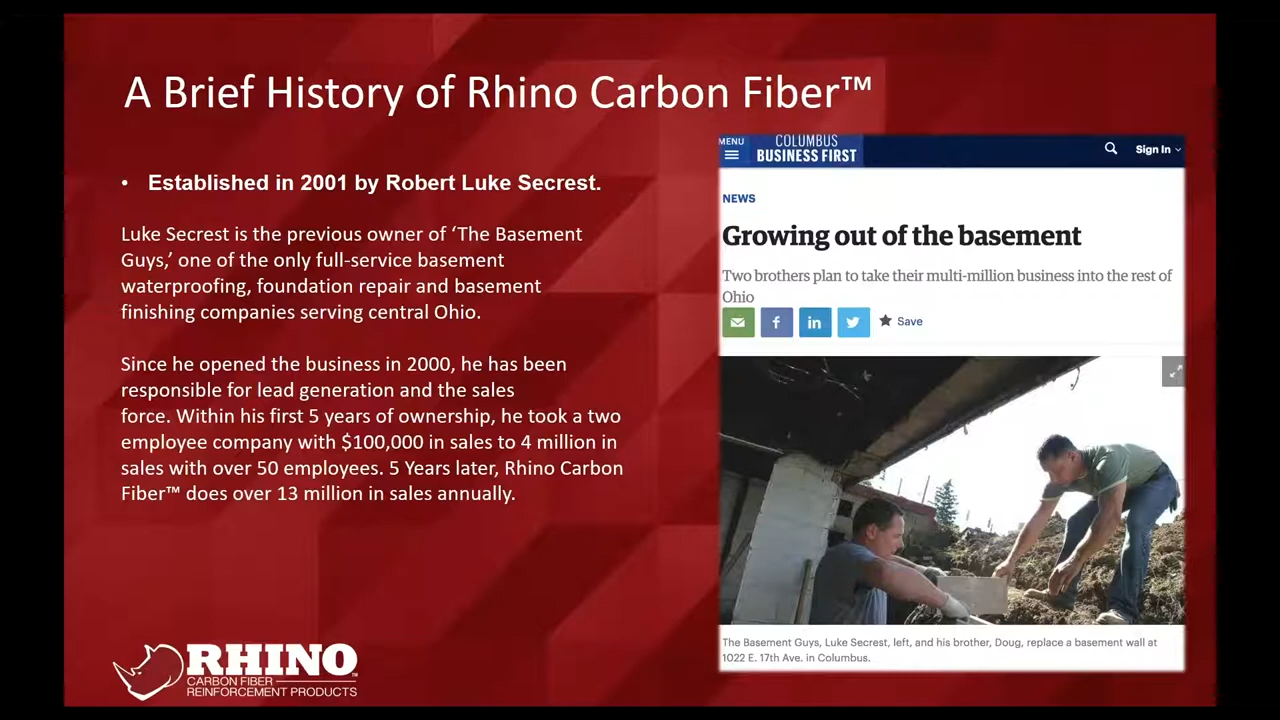 A Brief History of Rhino Carbon Fiber™
• Established in 2001 by Robert Luke Secrest.
Luke Secrest is the previous owner of ‘The Basement
Guys,’ one of the only full-service basement
waterproofing, foundation repair and basement
finishing companies serving central Ohio.
Since he opened the business in 2000, he has been
responsible for lead generation and the sales
force. Within his first 5 years of ownership, he took a two
employee company with $100,000 in sales to 4 million in
sales with over 50 employees. 5 Years later, Rhino Carbon
Fiber™ does over 13 million in sales annually.
RHINO™
CARBON FIBER
REINFORCEMENT PRODUCTS
MENU
COLUMBUS
BUSINESS FIRST
Sign In
NEWS
Growing out of the basement
Two brothers plan to take their multi-million business into the rest of
Ohio
Save
The Basement Guys, Luke Secrest, left, and his brother, Doug, replace a basement wall at
1022 E. 17th Ave. in Columbus.